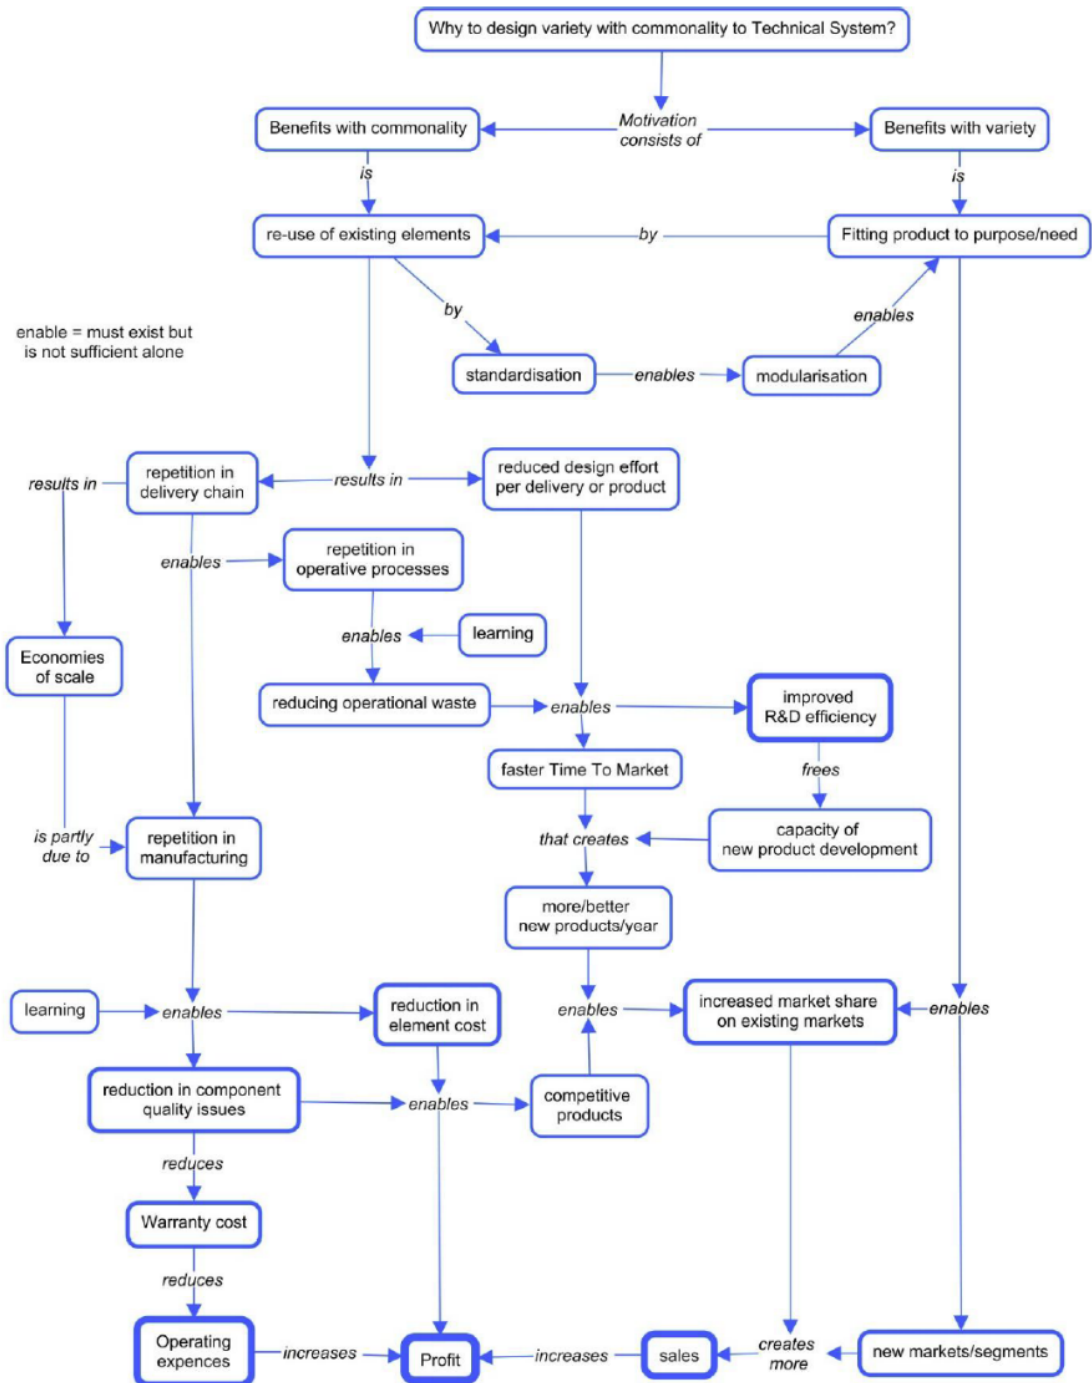 Why to design variety with commonality to Technical System?
Benefits with commonality
Motivation
consists of
Benefits with variety
is
is
re-use of existing elements
by
Fitting product to purpose/need
by
enables
enable = must exist but
is not sufficient alone
standardisation
enables
modularisation
results in
repetition in
delivery chain
results in
reduced design effort
per delivery or product
enables
repetition in
operative processes
enables
learning
Economies
of scale
reducing operational waste
enables
improved
R&D efficiency
faster Time To Market
frees
is partly
due to
repetition in
manufacturing
that creates
capacity of
new product development
more/better
new products/year
learning
enables
reduction in
element cost
enables
increased market share
on existing markets
enables
reduction in component
quality issues
enables
competitive
products
reduces
Warranty cost
reduces
Operating
expences
increases
Profit
increases
sales
creates
more
new markets/segments